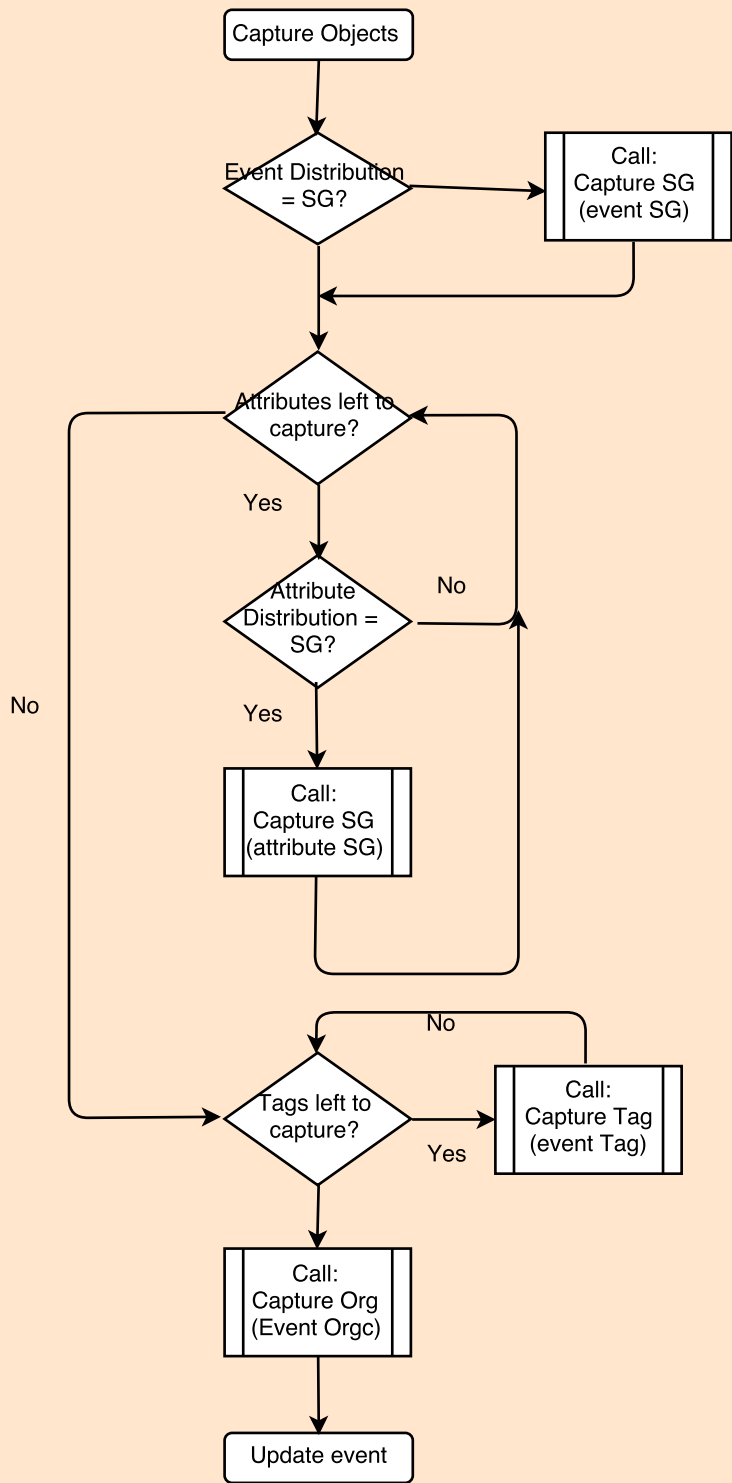 Capture Objects
Event Distribution
= SG?
Call:
Capture SG
(event SG)
Attributes left to
capture?
Yes
Attribute
Distribution =
SG?
No
No
Yes
Call:
Capture SG
(attribute SG)
No
Tags left to
capture?
Yes
Call:
Capture Tag
(event Tag)
Call:
Capture Org
(Event Orgc)
Update event